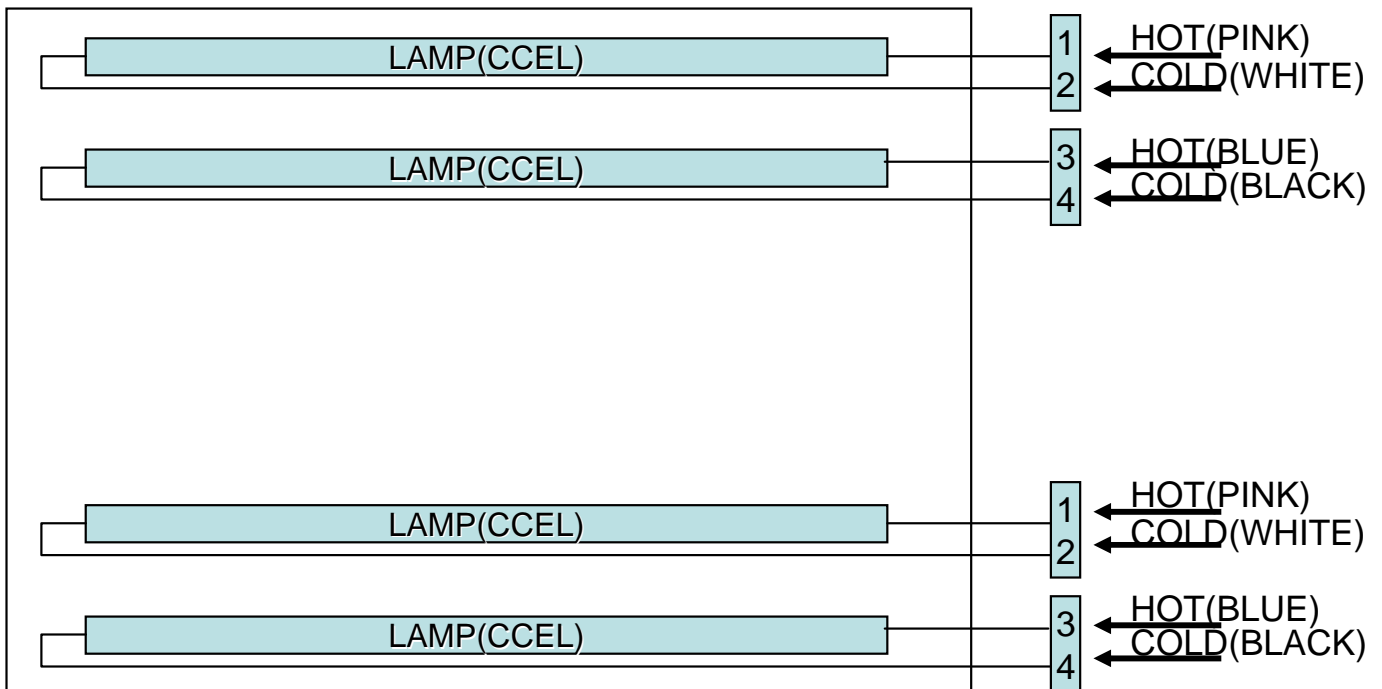 LAMP(CCEL) 1 HOT(PINK)
2 COLD(WHITE)
LAMP(CCEL) 3 HOT(BLUE)
4 COLD(BLACK)
LAMP(CCEL) 1 HOT(PINK)
2 COLD(WHITE)
LAMP(CCEL) 3 HOT(BLUE)
4 COLD(BLACK)